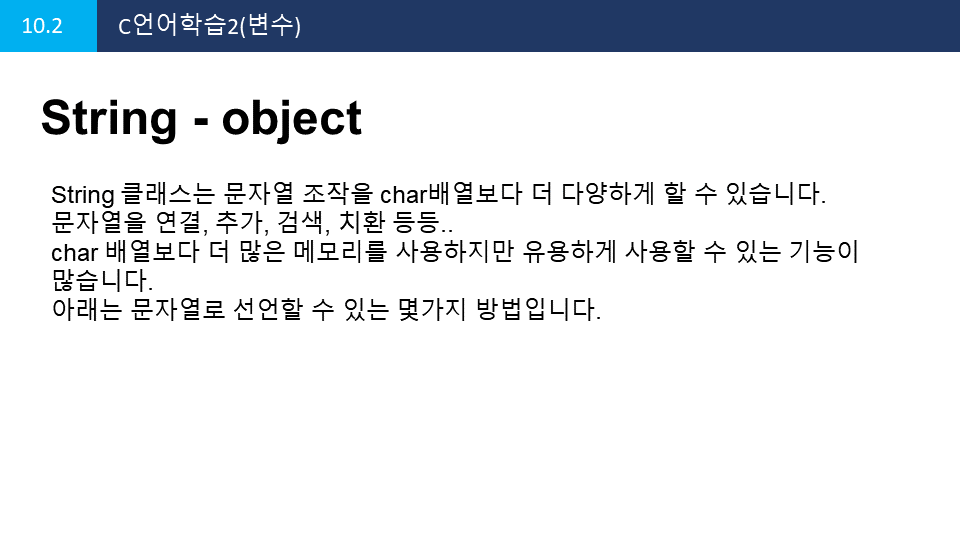 10.2
C언어학습2(변수)
String - object
String 클래스는 문자열 조작을 char배열보다 더 다양하게 할 수 있습니다.
문자열을 연결, 추가, 검색, 치환 등등..
char 배열보다 더 많은 메모리를 사용하지만 유용하게 사용할 수 있는 기능이
많습니다.
아래는 문자열로 선언할 수 있는 몇가지 방법입니다.